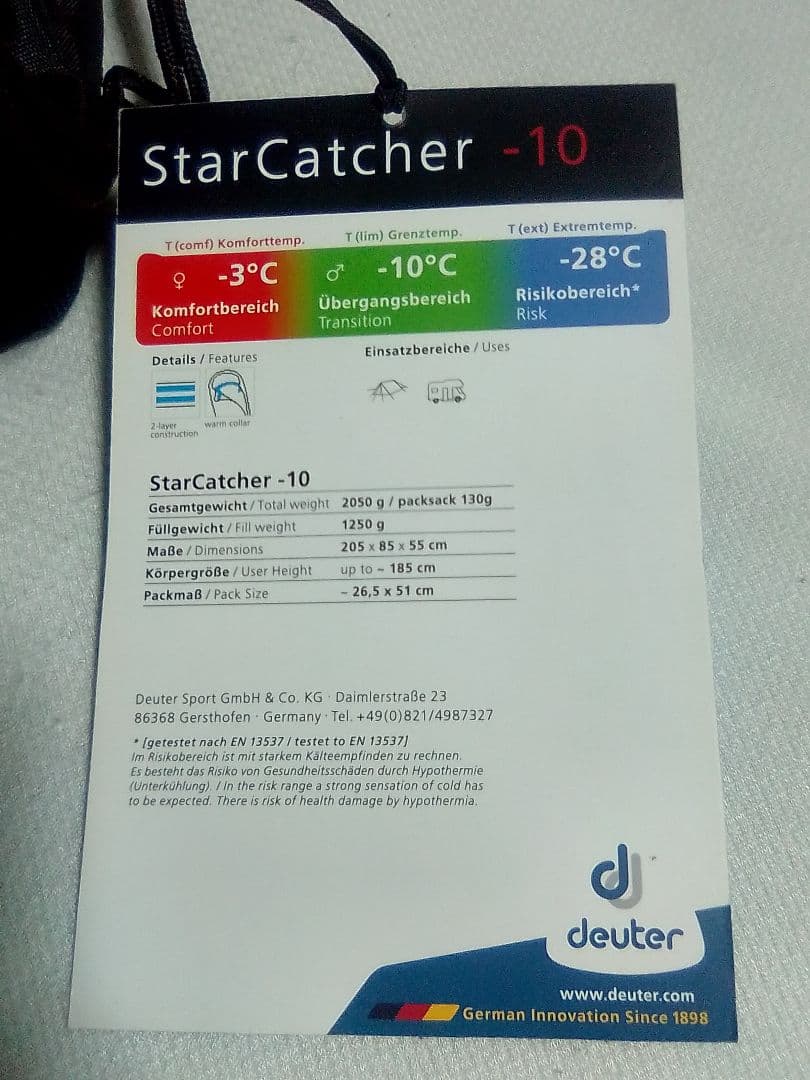 StarCatcher -10
T (comf) Komforttemp. T (lim) Grenztemp. T (ext) Extremtemp.
♀ -3°C ♂ -10°C -28°C
Komfortbereich Übergangsbereich Risikobereich*
Comfort Transition Risk
Details / Features Einsatzbereiche / Uses
2-layer warm collar
construction
StarCatcher -10
Gesamtgewicht / Total weight 2050 g / packsack 130g
Füllgewicht / Fill weight 1250 g
Maße / Dimensions 205 x 85 x 55 cm
Körpergröße / User Height up to ~ 185 cm
Packmaß / Pack Size ~ 26,5 x 51 cm
Deuter Sport GmbH & Co. KG · Daimlerstraße 23
86368 Gersthofen · Germany · Tel. +49(0)821/4987327
* [getestet nach EN 13537 / testet to EN 13537]
Im Risikobereich ist mit starkem Kälteempfinden zu rechnen.
Es besteht das Risiko von Gesundheitsschäden durch Hypothermie
(Unterkühlung). / In the risk range a strong sensation of cold has
to be expected. There is risk of health damage by hypothermia.
d
deuter
www.deuter.com
German Innovation Since 1898